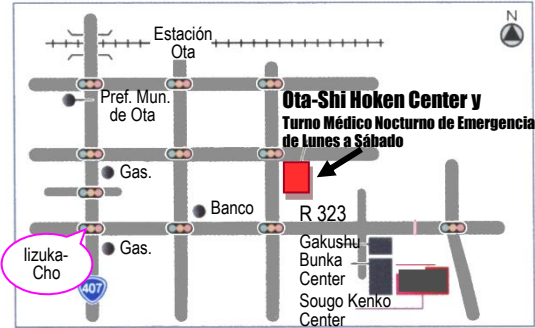 N
Estación
Ota
Pref. Mun.
de Ota
Ota-Shi Hoken Center y
Turno Médico Nocturno de Emergencia
de Lunes a Sábado
Gas.
Banco
R 323
Iizuka-
Cho
Gas.
407
Gakushu
Bunka
Center
Sougo Kenko
Center